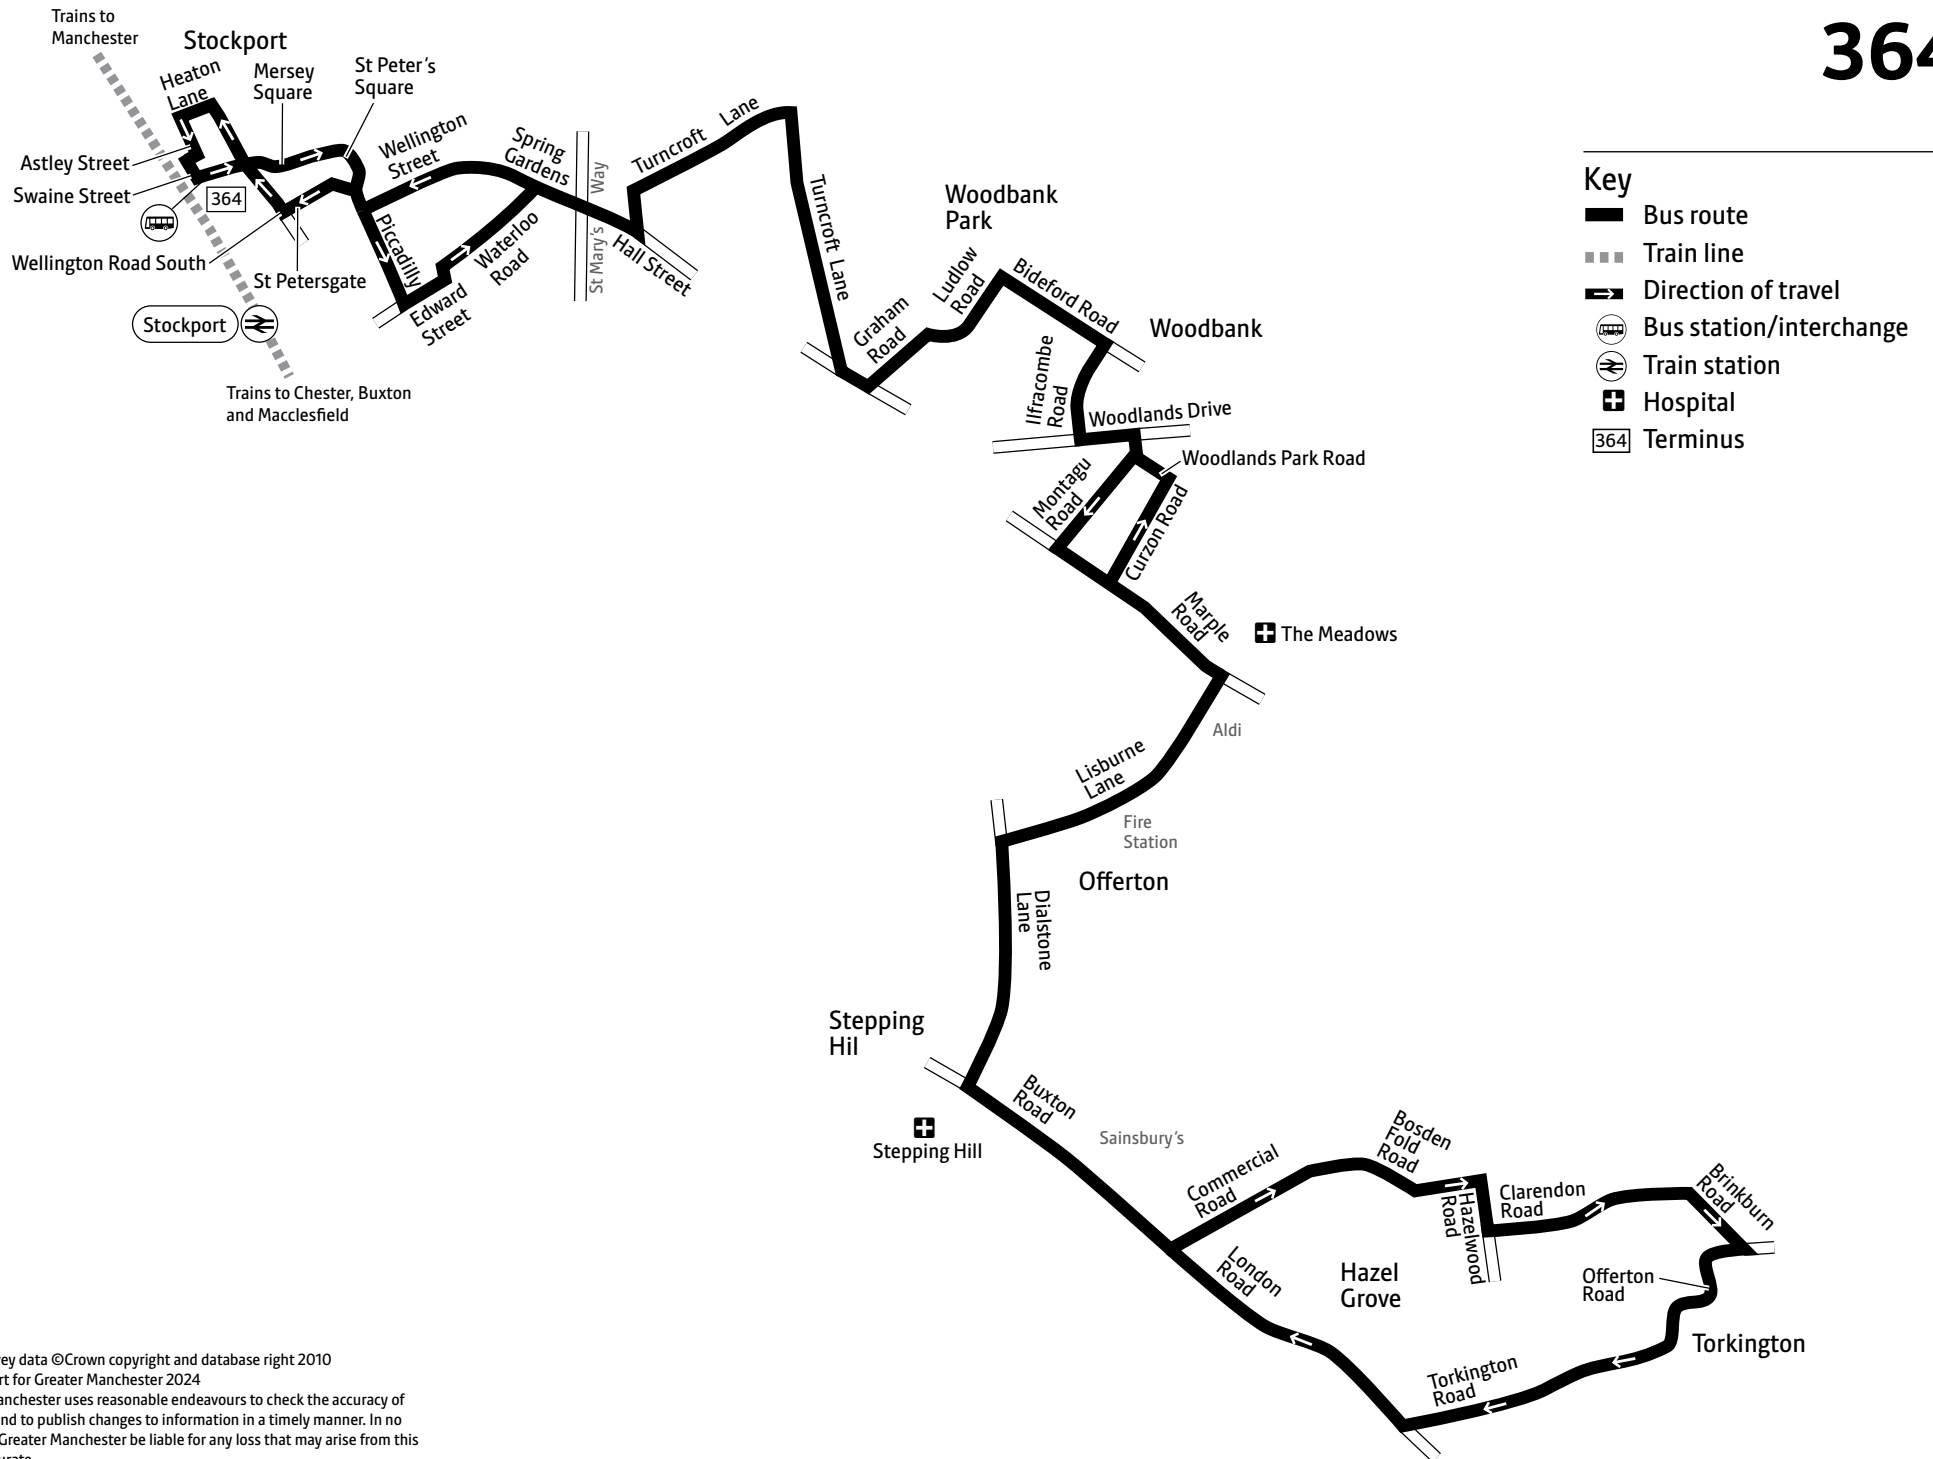 Trains to
Manchester
Stockport
364
Heaton
Lane
Mersey
Square
St Peter's
Square
Astley Street
Swaine Street
364
Wellington Road South
St Petersgate
Stockport
Trains to Chester, Buxton
and Macclesfield
Wellington
Street
Piccadilly
Edward
Street
Waterloo
Road
Spring
Gardens
St Mary's Way
Hall Street
Turncroft Lane
Turncroft Lane
Graham
Road
Ludlow
Road
Woodbank
Park
Bideford Road
Woodbank
Ilfracombe
Road
Woodlands Drive
Woodlands Park Road
Montagu
Road
Curzon Road
Marple
Road
The Meadows
Aldi
Lisburne
Lane
Fire
Station
Offerton
Dialstone
Lane
Stepping
Hil
Stepping Hill
Buxton
Road
Sainsbury's
Commercial
Road
Bosden
Fold
Road
Hazelwood
Road
Clarendon
Road
Brinkburn
Road
London
Road
Hazel
Grove
Offerton
Road
Torkington
Torkington
Road
Key
Bus route
Train line
Direction of travel
Bus station/interchange
Train station
Hospital
364 Terminus
vey data ©Crown copyright and database right 2010
rt for Greater Manchester 2024
anchester uses reasonable endeavours to check the accuracy of
nd to publish changes to information in a timely manner. In no
Greater Manchester be liable for any loss that may arise from this